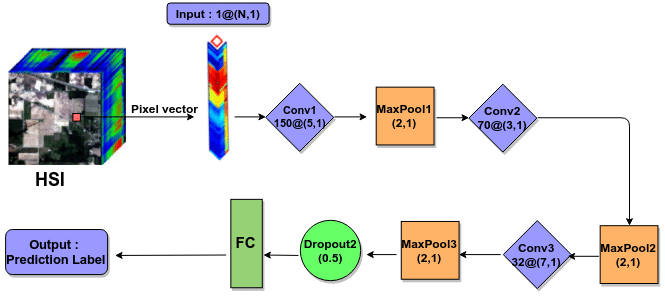 Input : 1@(N,1)
HSI
Pixel vector
Conv1
150@(5,1)
MaxPool1
(2,1)
Conv2
70@(3,1)
MaxPool2
(2,1)
Conv3
32@(7,1)
MaxPool3
(2,1)
Dropout2
(0.5)
FC
Output :
Prediction Label